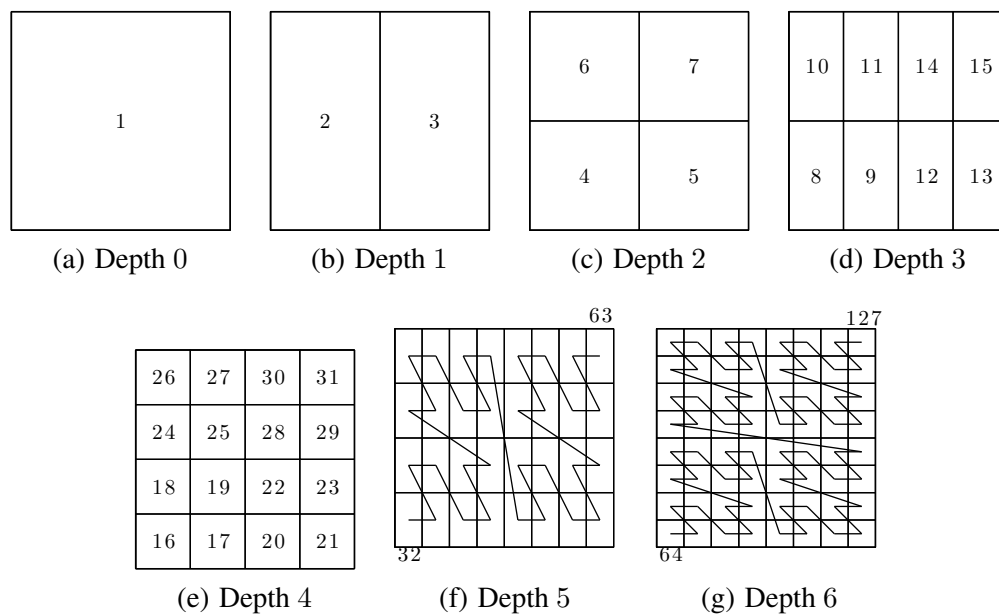 1
2 3
6 7
4 5
10 11 14 15
8 9 12 13
(a) Depth 0
(b) Depth 1
(c) Depth 2
(d) Depth 3
26 27 30 31
24 25 28 29
18 19 22 23
16 17 20 21
63
32
127
64
(e) Depth 4
(f) Depth 5
(g) Depth 6